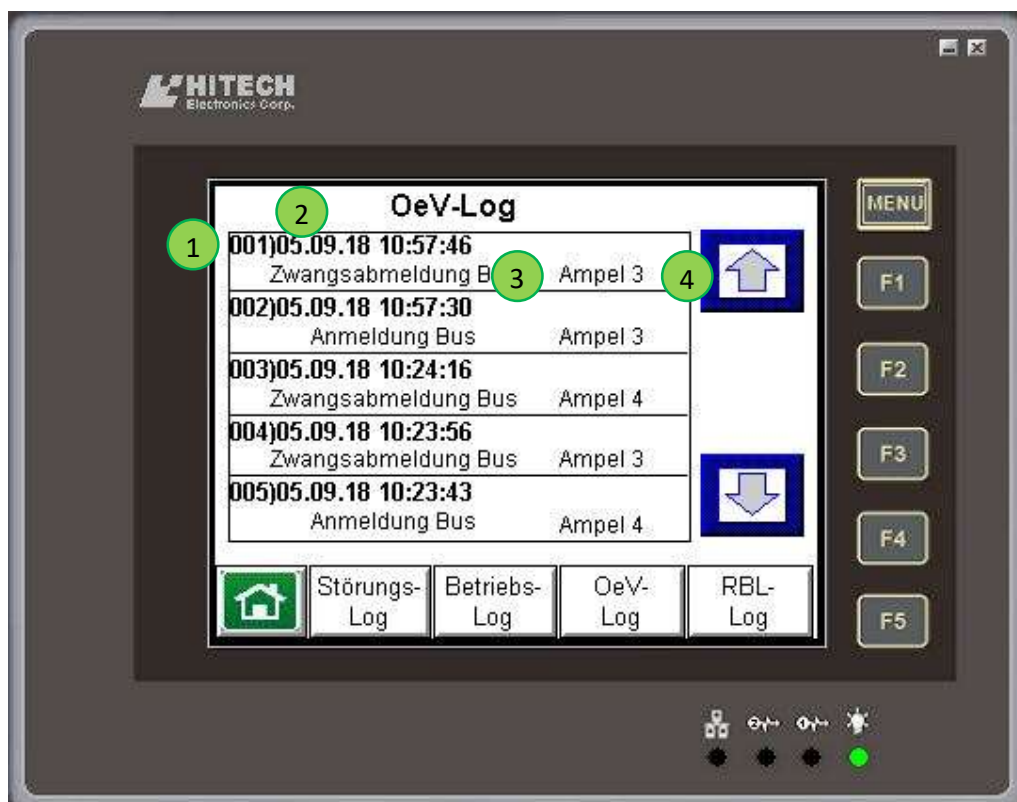 HITECH
Electronics Corp.
OeV-Log
MENU
2
1
001)05.09.18 10:57:46
Zwangsabmeldung B 3 Ampel 3 4
F1
002)05.09.18 10:57:30
Anmeldung Bus Ampel 3
F2
003)05.09.18 10:24:16
Zwangsabmeldung Bus Ampel 4
004)05.09.18 10:23:56
Zwangsabmeldung Bus Ampel 3
F3
005)05.09.18 10:23:43
Anmeldung Bus Ampel 4
F4
Störungs-
Log
Betriebs-
Log
OeV-
Log
RBL-
Log
F5